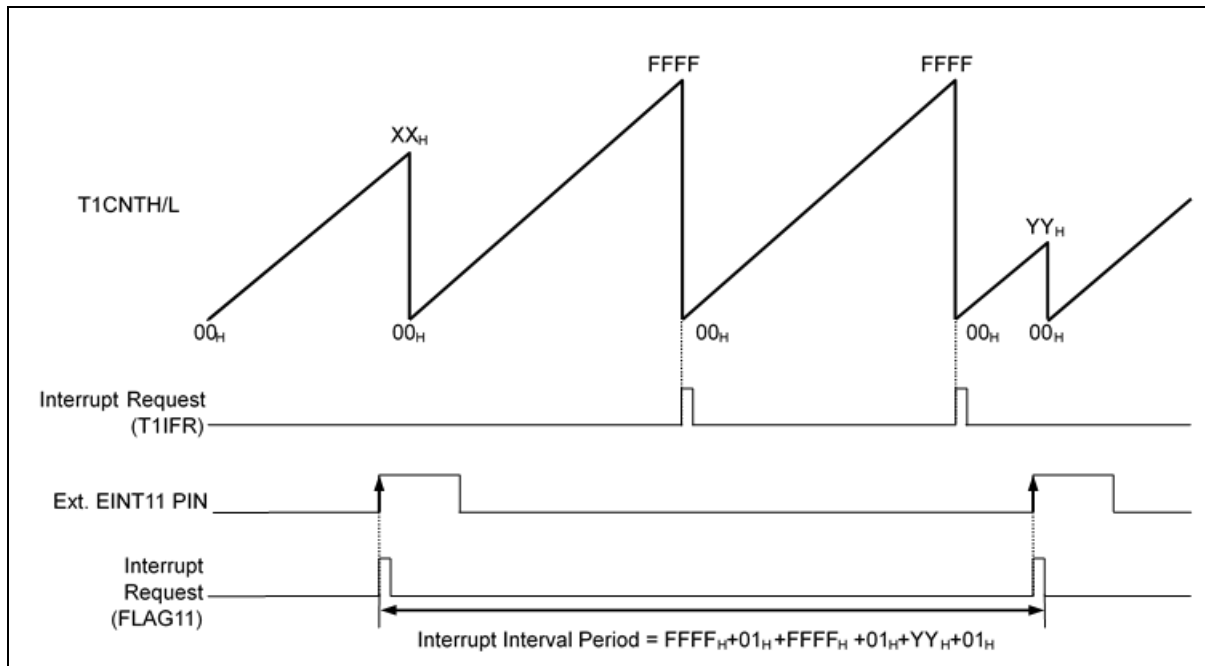 FFFF FFFF
XXH
T1CNTH/L
YYH
00H 00H 00H 00H 00H
Interrupt Request
(T1IFR)
Ext. EINT11 PIN
Interrupt
Request
(FLAG11)
Interrupt Interval Period = FFFFH+01H+FFFFH +01H+YYH+01H